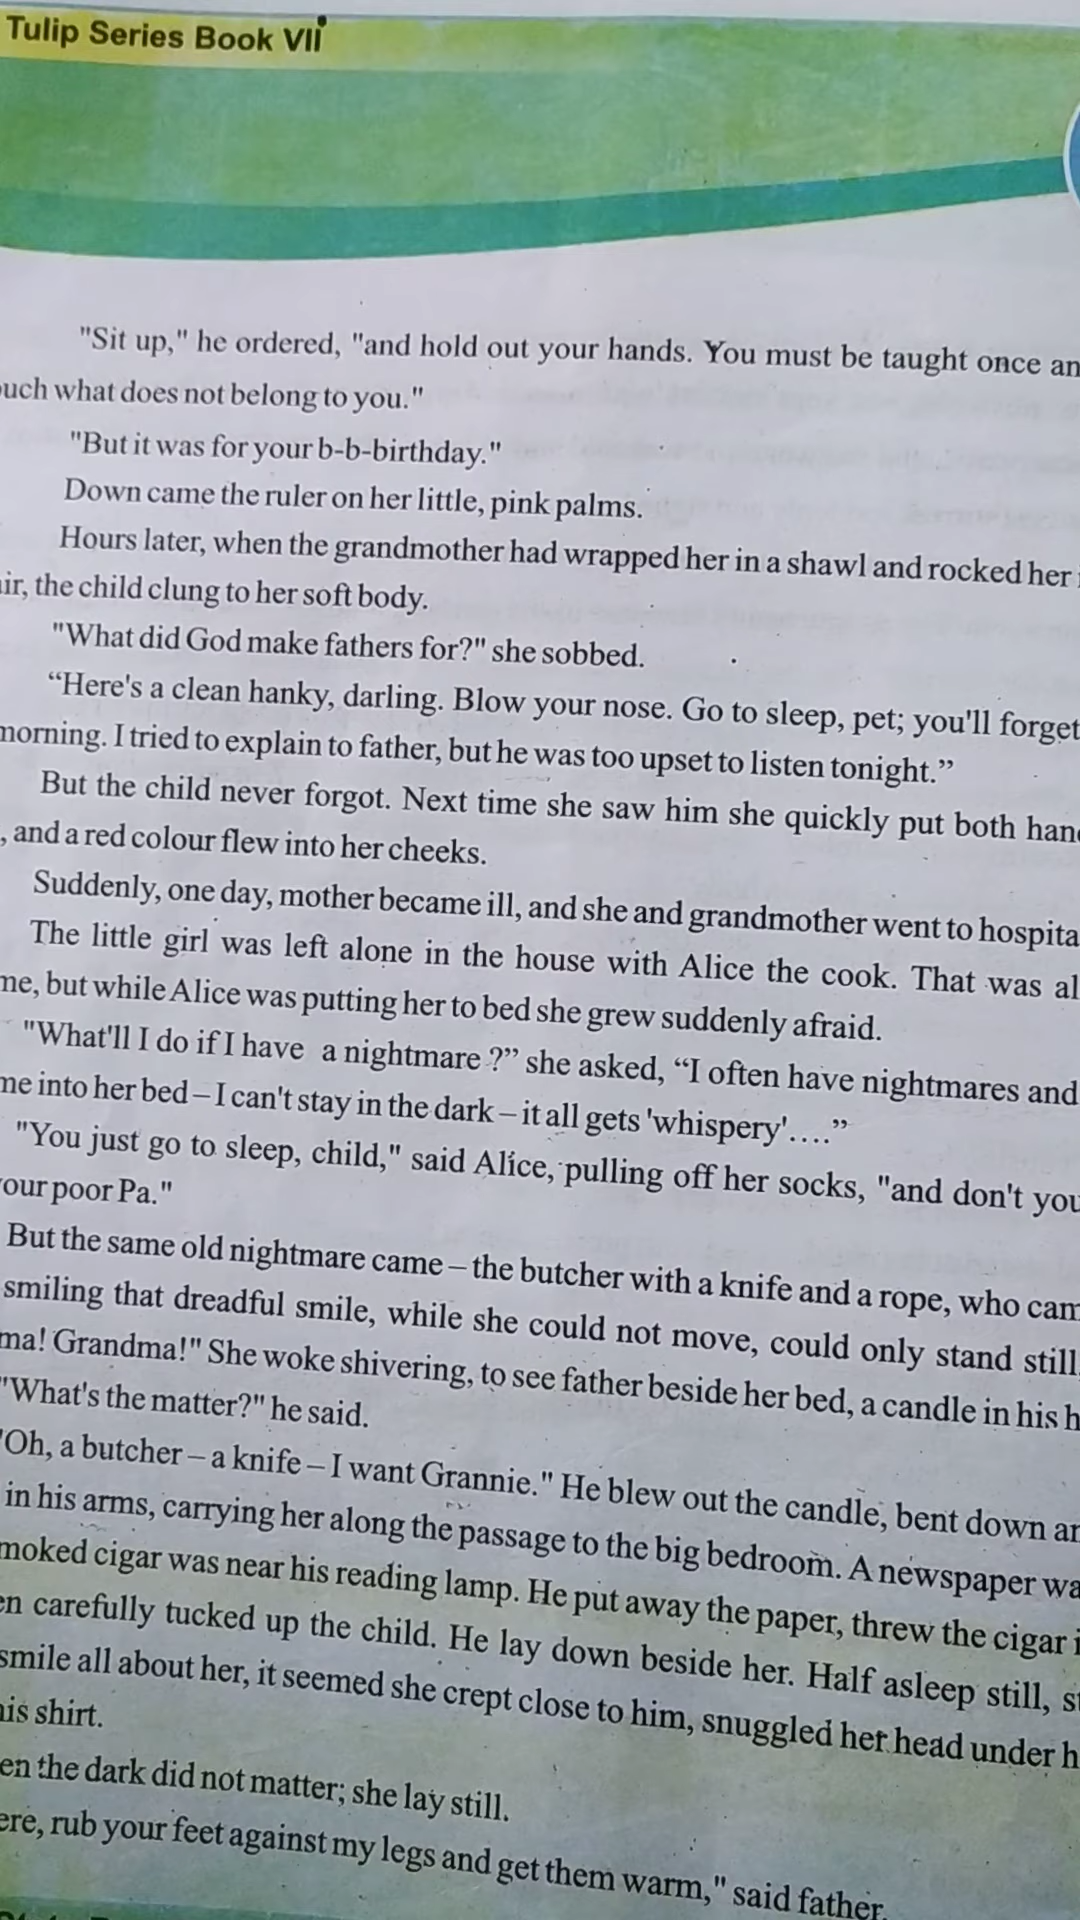 Tulip Series Book VII
"Sit up," he ordered, "and hold out your hands. You must be taught once an
uch what does not belong to you."
"But it was for your b-b-birthday."
Down came the ruler on her little, pink palms.
Hours later, when the grandmother had wrapped her in a shawl and rocked her
air, the child clung to her soft body.
"What did God make fathers for?" she sobbed.
“Here's a clean hanky, darling. Blow your nose. Go to sleep, pet; you'll forget
morning. I tried to explain to father, but he was too upset to listen tonight.”
But the child never forgot. Next time she saw him she quickly put both han
, and a red colour flew into her cheeks.
Suddenly, one day, mother became ill, and she and grandmother went to hospita
The little girl was left alone in the house with Alice the cook. That was al
me, but while Alice was putting her to bed she grew suddenly afraid.
"What'll I do if I have a nightmare ?” she asked, “I often have nightmares and
me into her bed – I can't stay in the dark – it all gets 'whispery'....”
"You just go to sleep, child," said Alice, pulling off her socks, "and don't you
our poor Pa."
But the same old nightmare came – the butcher with a knife and a rope, who cam
smiling that dreadful smile, while she could not move, could only stand still,
ma! Grandma!" She woke shivering, to see father beside her bed, a candle in his h
"What's the matter?" he said.
"Oh, a butcher – a knife – I want Grannie." He blew out the candle, bent down an
in his arms, carrying her along the passage to the big bedroom. A newspaper wa
moked cigar was near his reading lamp. He put away the paper, threw the cigar i
en carefully tucked up the child. He lay down beside her. Half asleep still, st
smile all about her, it seemed she crept close to him, snuggled her head under h
his shirt.
en the dark did not matter; she lay still.
ere, rub your feet against my legs and get them warm," said father.